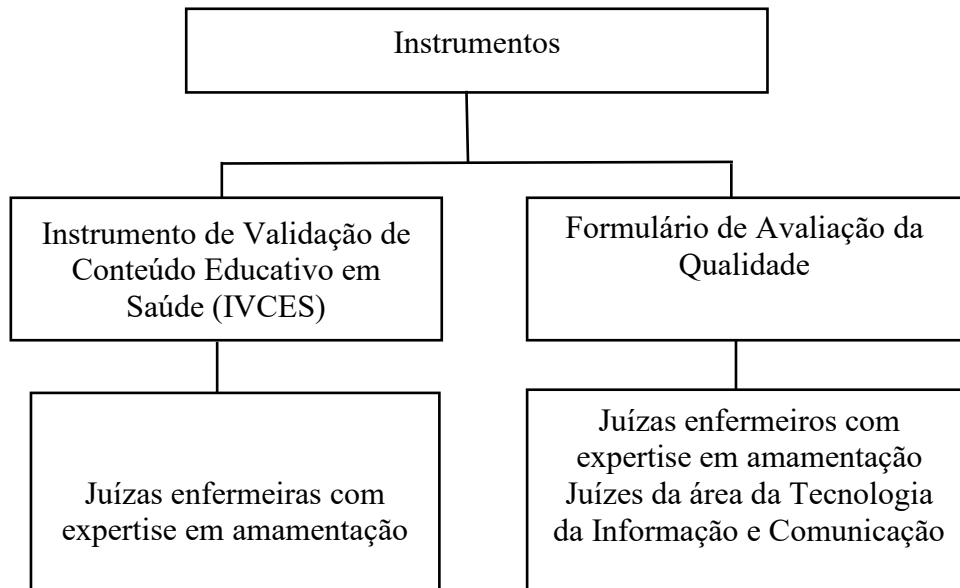 Instrumentos
Instrumento de Validação de
Conteúdo Educativo em
Saúde (IVCES)
Formulário de Avaliação da
Qualidade
Juízas enfermeiras com
expertise em amamentação
Juízas enfermeiros com
expertise em amamentação
Juízes da área da Tecnologia
da Informação e Comunicação